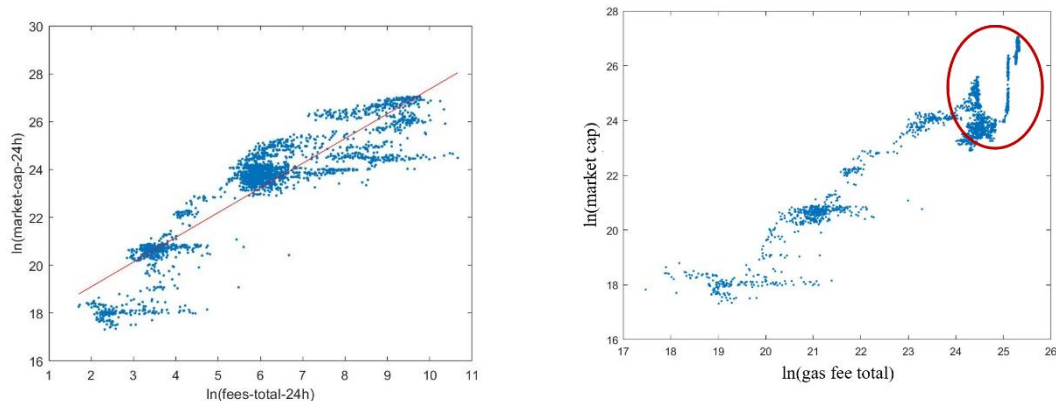 30
28
26
24
22
20
18
16
1 2 3 4 5 6 7 8 9 10 11
ln(market-cap-24h)
ln(fees-total-24h)
28
26
24
22
20
18
16
17 18 19 20 21 22 23 24 25 26
ln(market cap)
ln(gas fee total)